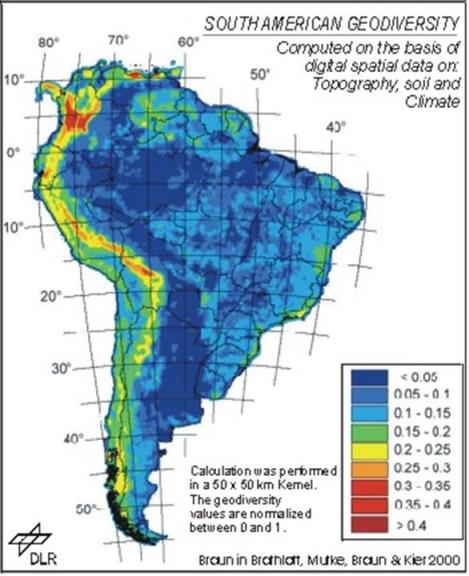 SOUTH AMERICAN GEODIVERSITY
Computed on the basis of
digital spatial data on:
Topography, soil and
Climate
80°
70°
60°
50°
40°
10°
0°
10°
20°
30°
40°
50°
< 0.05
0.05 - 0.1
0.1 - 0.15
0.15 - 0.2
0.2 - 0.25
0.25 - 0.3
0.3 - 0.35
0.35 - 0.4
> 0.4
Calculation was performed
in a 50 x 50 km Kernel.
The geodiversity
values are normalized
between 0 and 1.
DLR
Braun in Brathlott, Mutke, Braun & Kier 2000